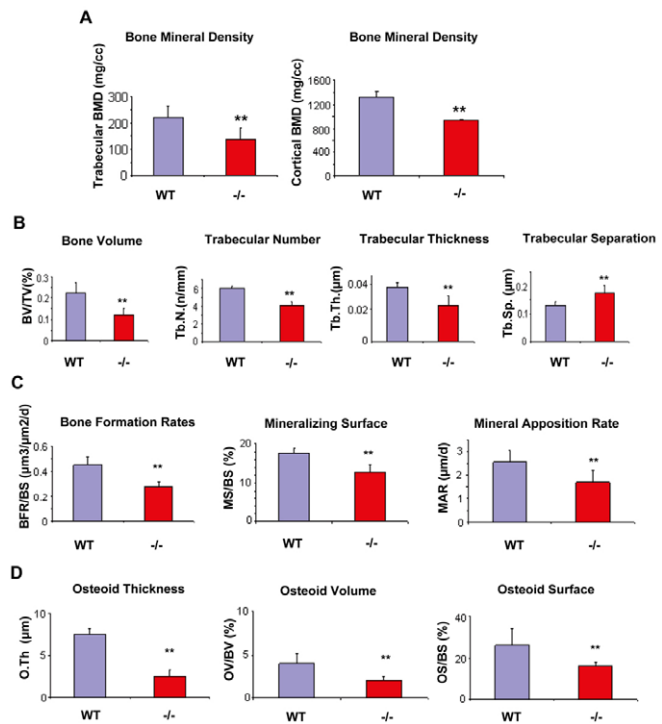 A
Bone Mineral Density
Trabecular BMD (mg/cc)
300
200
100
0
**
WT
-/-
Bone Mineral Density
Cortical BMD (mg/cc)
1600
1200
800
400
0
**
WT
-/-
B
Bone Volume
BV/TV(%)
0.3
0.2
0.1
0
**
WT
-/-
Trabecular Number
Tb.N.(n/mm)
6
4
2
0
**
WT
-/-
Trabecular Thickness
Tb.Th.(µm)
0.04
0.02
0
**
WT
-/-
Trabecular Separation
Tb.Sp. (µm)
0.2
0.1
0
**
WT
-/-
C
Bone Formation Rates
BFR/BS (µm3/µm2/d)
0.6
0.4
0.2
0
**
WT
-/-
Mineralizing Surface
MS/BS (%)
20
10
0
**
WT
-/-
Mineral Apposition Rate
MAR (µm/d)
3
2
1
0
**
WT
-/-
D
Osteoid Thickness
O.Th (µm)
10
5
0
**
WT
-/-
Osteoid Volume
OV/BV (%)
10
5
0
**
WT
-/-
Osteoid Surface
OS/BS (%)
40
20
0
**
WT
-/-